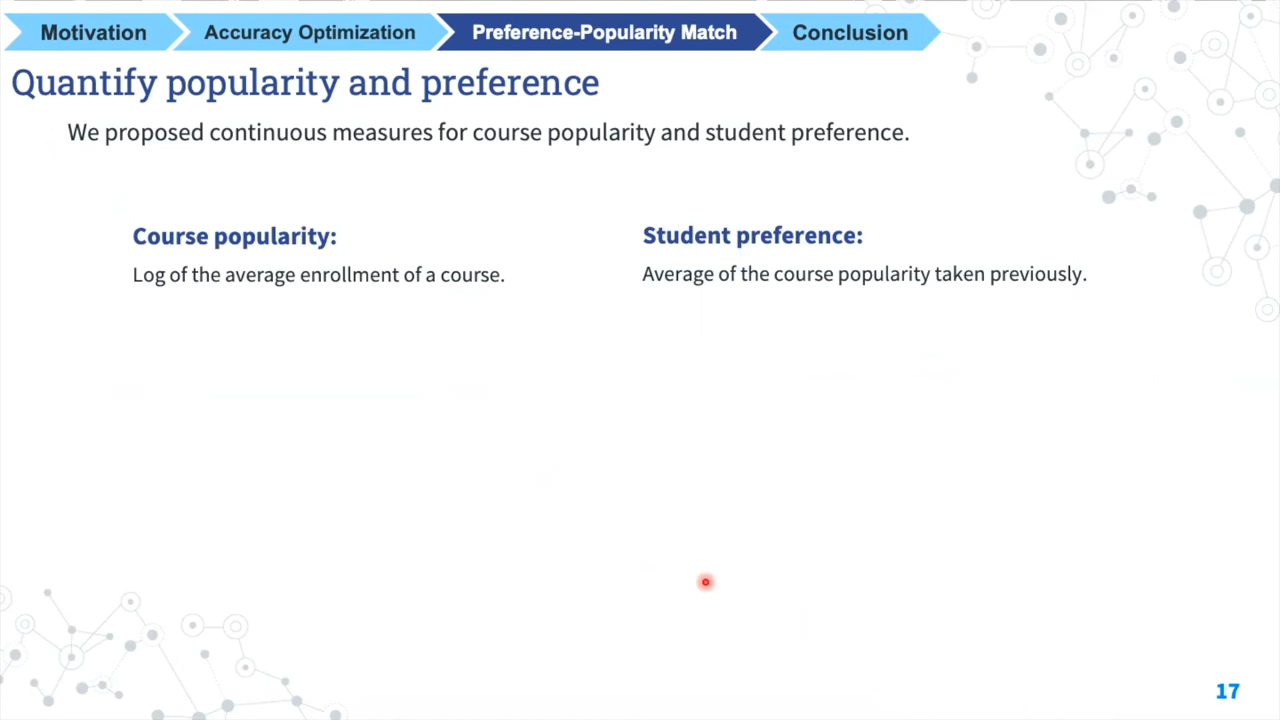 Motivation
Accuracy Optimization
Preference-Popularity Match
Conclusion
Quantify popularity and preference
We proposed continuous measures for course popularity and student preference.
Course popularity:
Log of the average enrollment of a course.
Student preference:
Average of the course popularity taken previously.
17